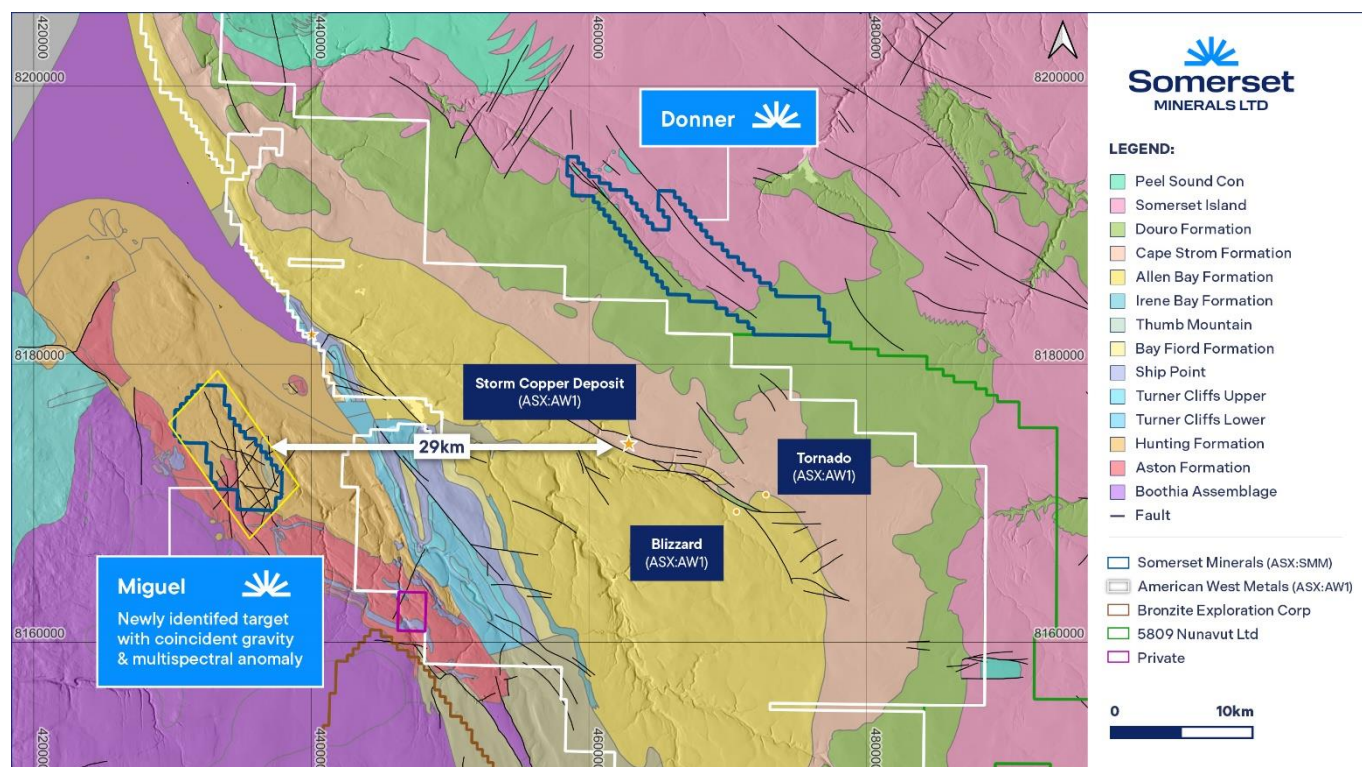 420000
440000
460000
480000
8200000
8200000
Donner
8180000
8180000
Storm Copper Deposit
(ASX:AW1)
29km
Tornado
(ASX:AW1)
Blizzard
(ASX:AW1)
Miguel
Newly identifed target
with coincident gravity
& multispectral anomaly
8160000
8160000
420000
440000
460000
480000
Somerset
MINERALS LTD
LEGEND:
Peel Sound Con
Somerset Island
Douro Formation
Cape Strom Formation
Allen Bay Formation
Irene Bay Formation
Thumb Mountain
Bay Fiord Formation
Ship Point
Turner Cliffs Upper
Turner Cliffs Lower
Hunting Formation
Aston Formation
Boothia Assemblage
Fault
Somerset Minerals (ASX:SMM)
American West Metals (ASX:AW1)
Bronzite Exploration Corp
5809 Nunavut Ltd
Private
0 10km